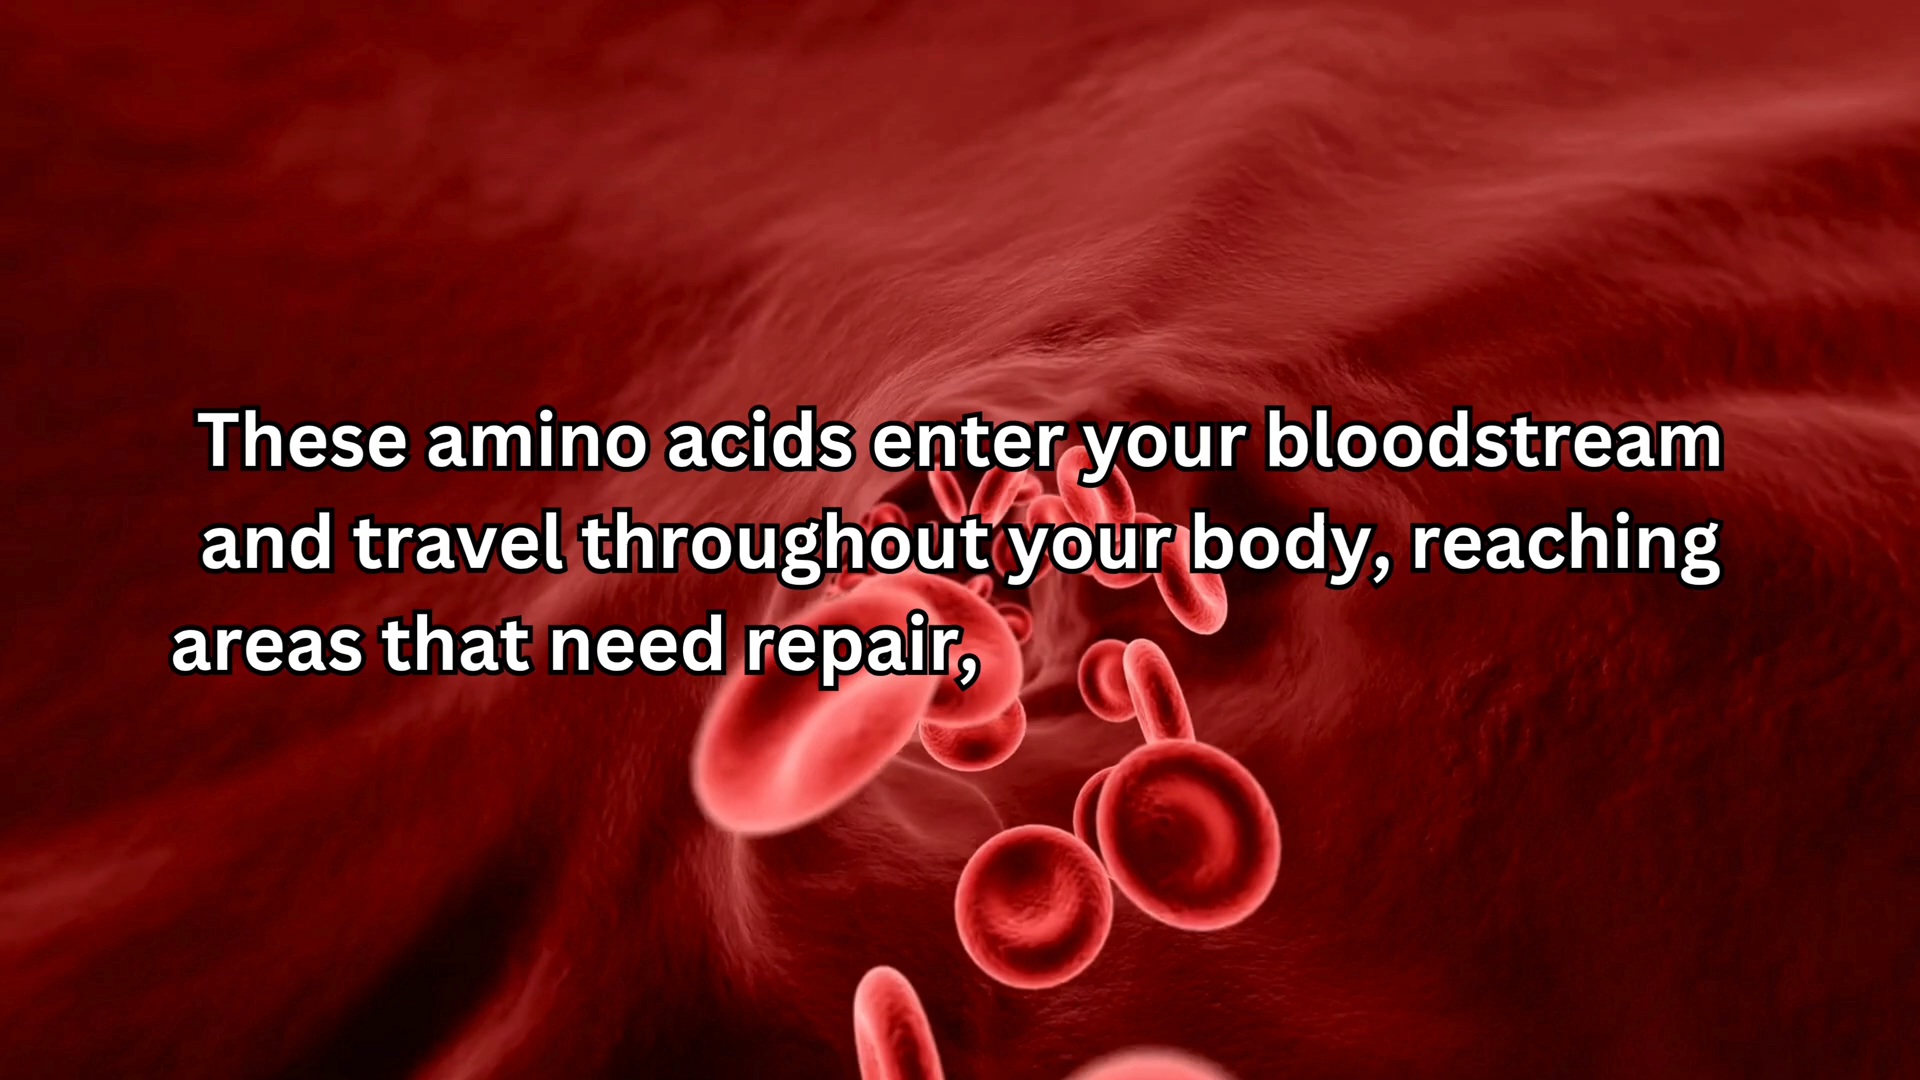 These amino acids enter your bloodstream
and travel throughout your body, reaching
areas that need repair,